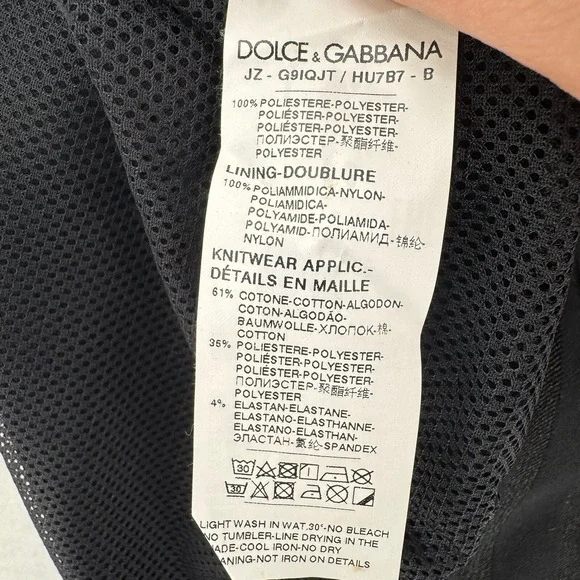 DOLCE & GABBANA
JZ - G9IQJT / HU7B7 - B
100% POLIESTERE-POLYESTER-
POLIÉSTER-POLYESTER-
POLIÉSTER-POLYESTER-
ПОЛИЭСТЕР-聚酯纤维-
POLYESTER
LINING-DOUBLURE
100% POLIAMMIDICA-NYLON-
POLIAMIDICA-
POLYAMIDE-POLIAMIDA-
POLYAMID-ПОЛИАМИД-锦纶-
NYLON
KNITWEAR APPLIC.-
DÉTAILS EN MAILLE
61% COTONE-COTTON-ALGODON-
COTON-ALGODÃO-
BAUMWOLLE-ХЛОПОК-棉-
COTTON
35% POLIESTERE-POLYESTER-
POLIÉSTER-POLYESTER-
POLIÉSTER-POLYESTER-
ПОЛИЭСТЕР-聚酯纤维-
POLYESTER
4% ELASTAN-ELASTANE-
ELASTANO-ELASTHANNE-
ELASTANO-ELASTHAN-
ЭЛАСТАН-氨纶-SPANDEX
30
30
LIGHT WASH IN WAT.30°-NO BLEACH
NO TUMBLER-LINE DRYING IN THE
ADE-COOL IRON-NO DRY
EANING-NOT IRON ON DETAILS